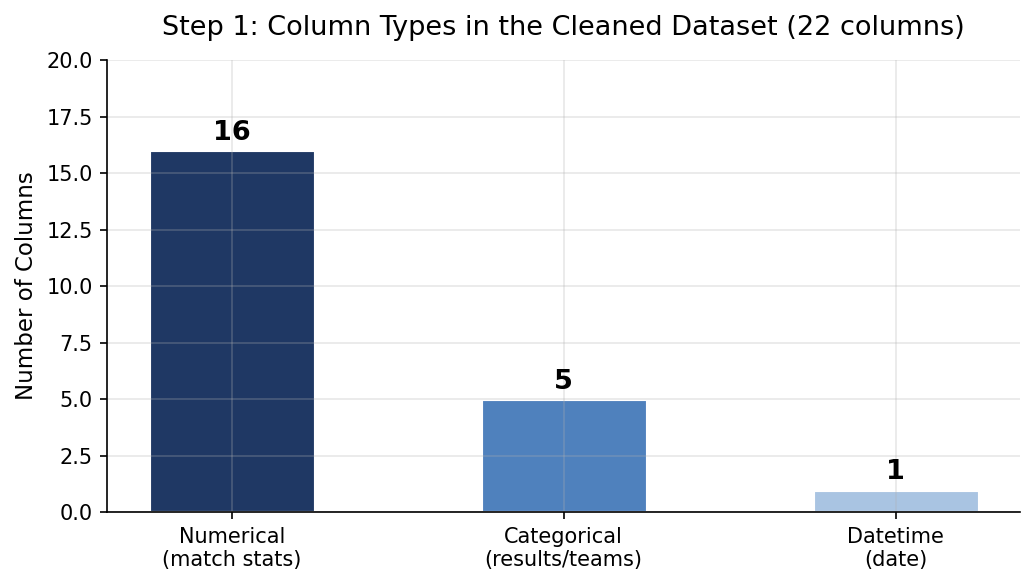 Step 1: Column Types in the Cleaned Dataset (22 columns)
Number of Columns
20.0
17.5
15.0
12.5
10.0
7.5
5.0
2.5
0.0
16
5
1
Numerical
(match stats)
Categorical
(results/teams)
Datetime
(date)